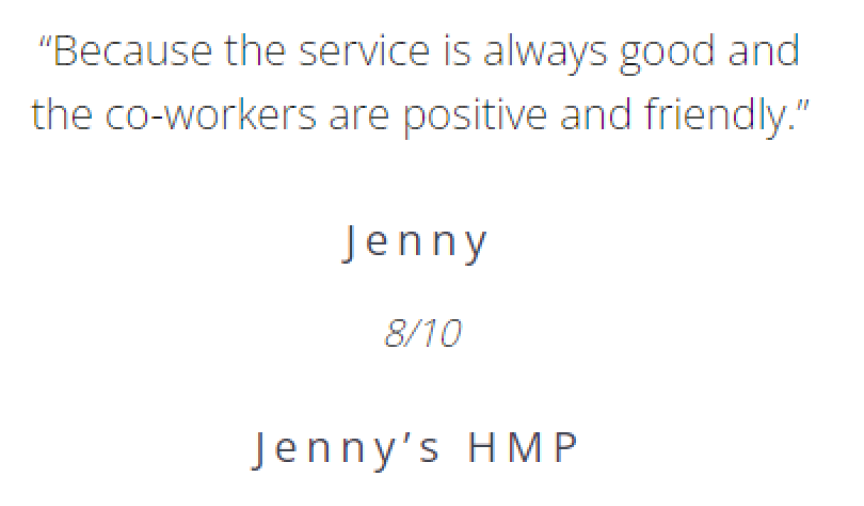 “Because the service is always good and
the co-workers are positive and friendly.”
Jenny
8/10
Jenny’s HMP